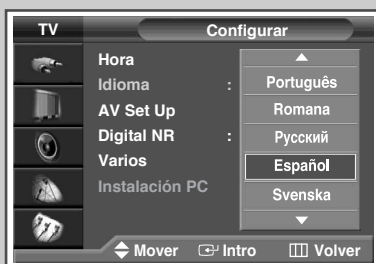 TV Configurar
Hora
Idioma :
AV Set Up
Digital NR :
Varios
Instalación PC
Português
Romana
Русский
Español
Svenska
Mover Intro Volver